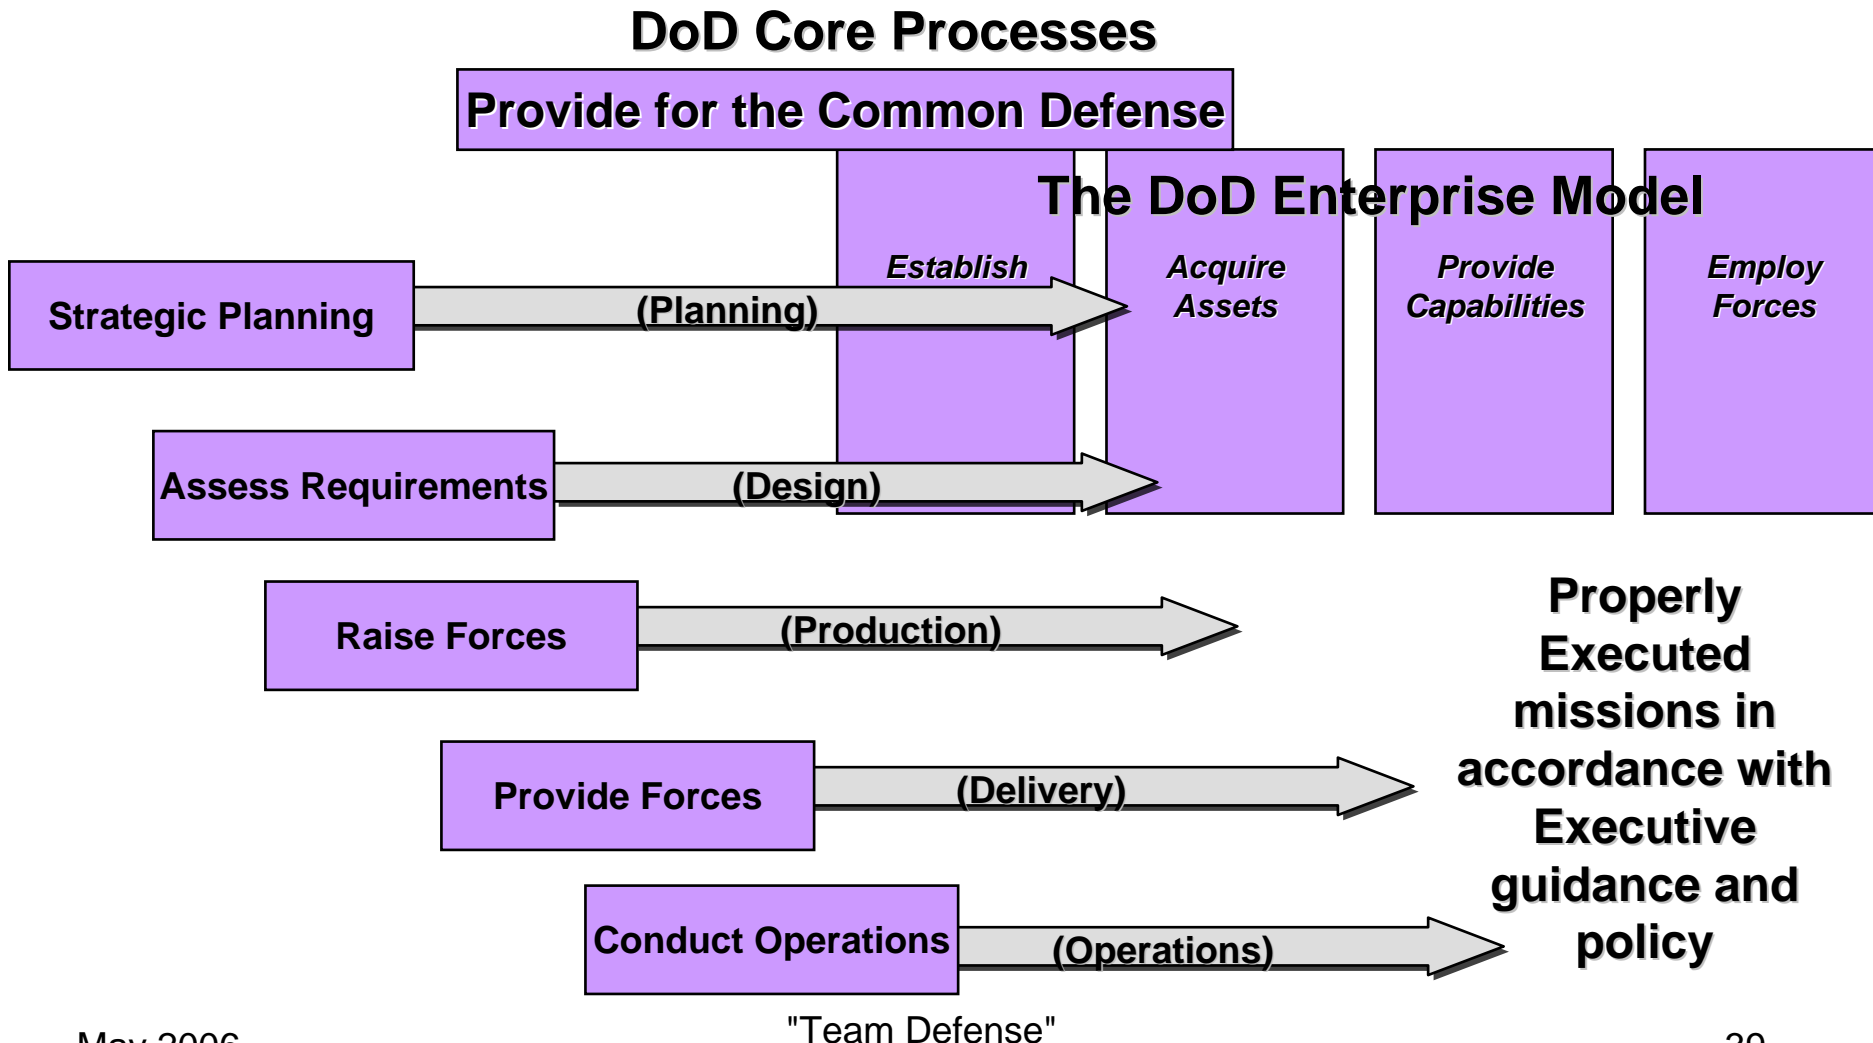 DoD Core Processes
Provide for the Common Defense
The DoD Enterprise Model
Establish
Acquire
Assets
Provide
Capabilities
Employ
Forces
Strategic Planning
(Planning)
Assess Requirements
(Design)
Raise Forces
(Production)
Provide Forces
(Delivery)
Conduct Operations
(Operations)
Properly
Executed
missions in
accordance with
Executive
guidance and
policy
"Team Defense"
May 2006